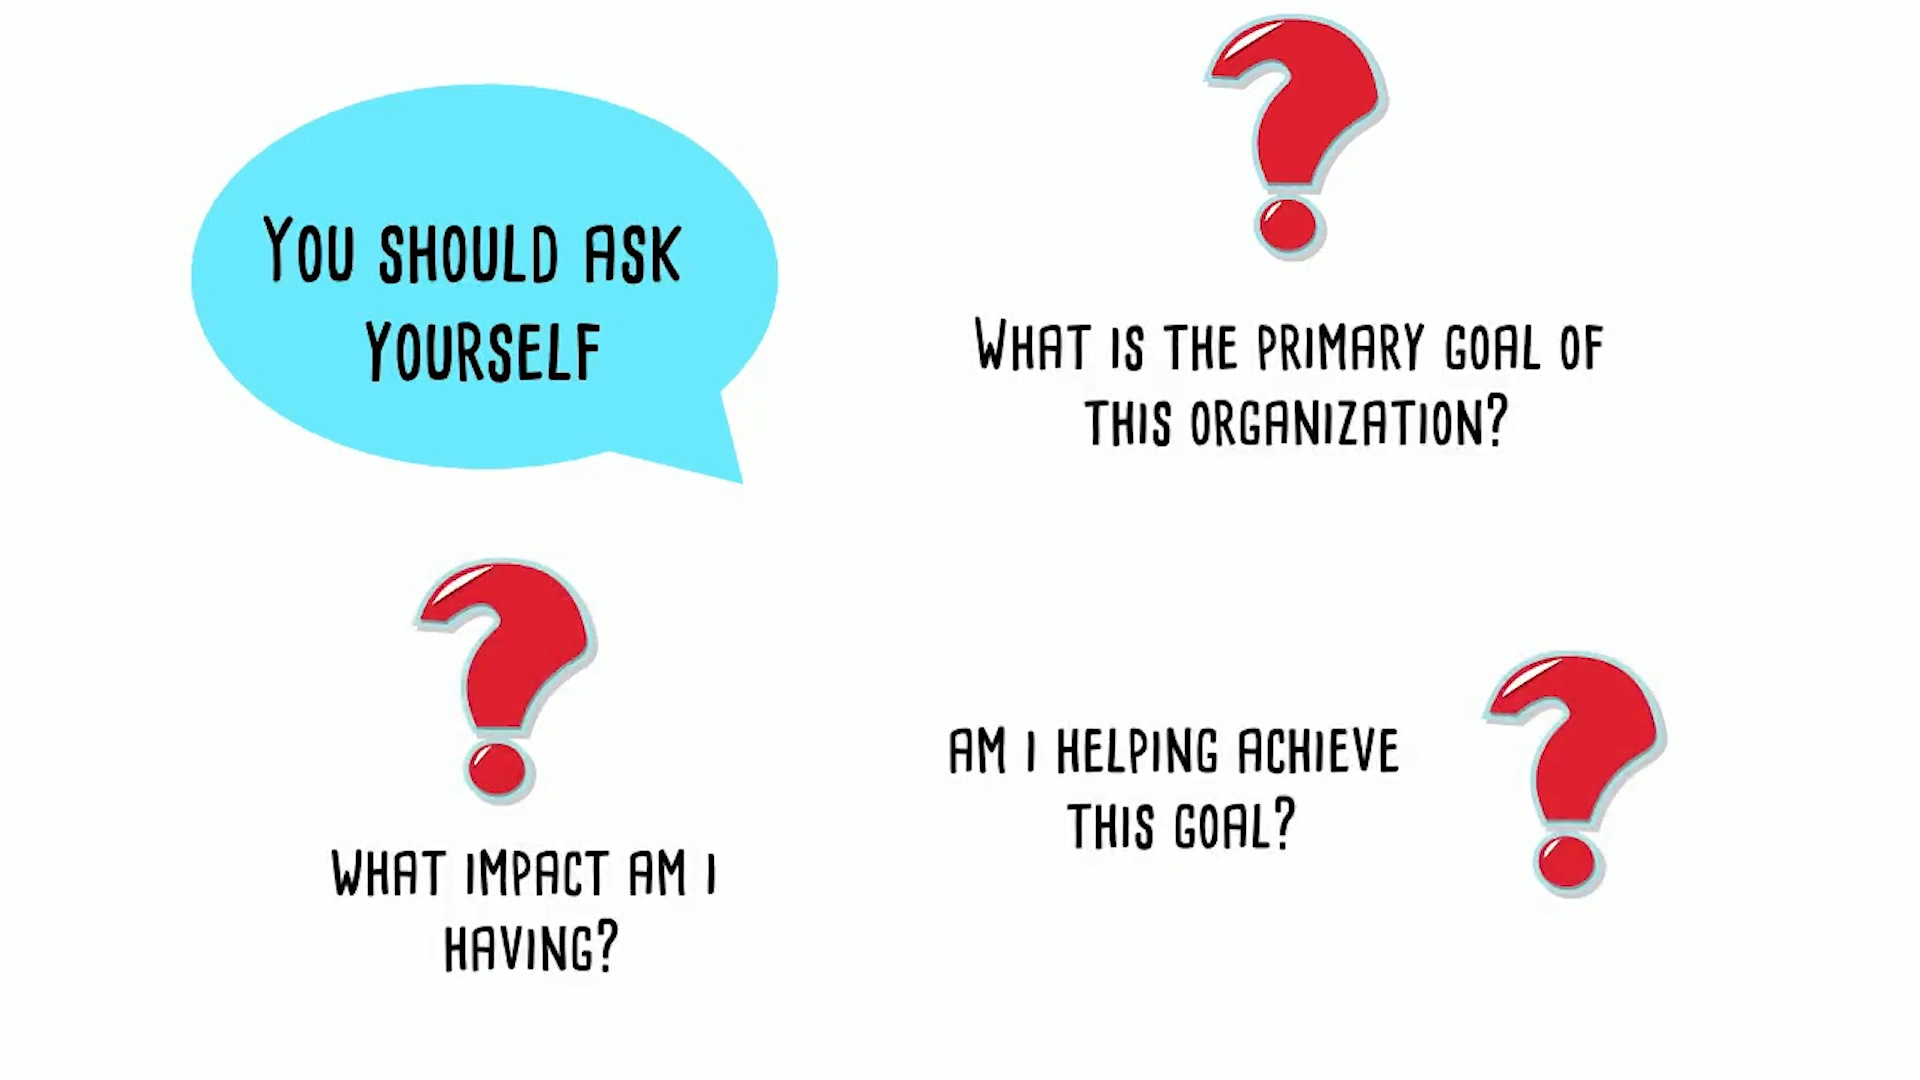 You should ask
yourself
What is the primary goal of
this organization?
what impact am I
having?
am I helping achieve
this goal?